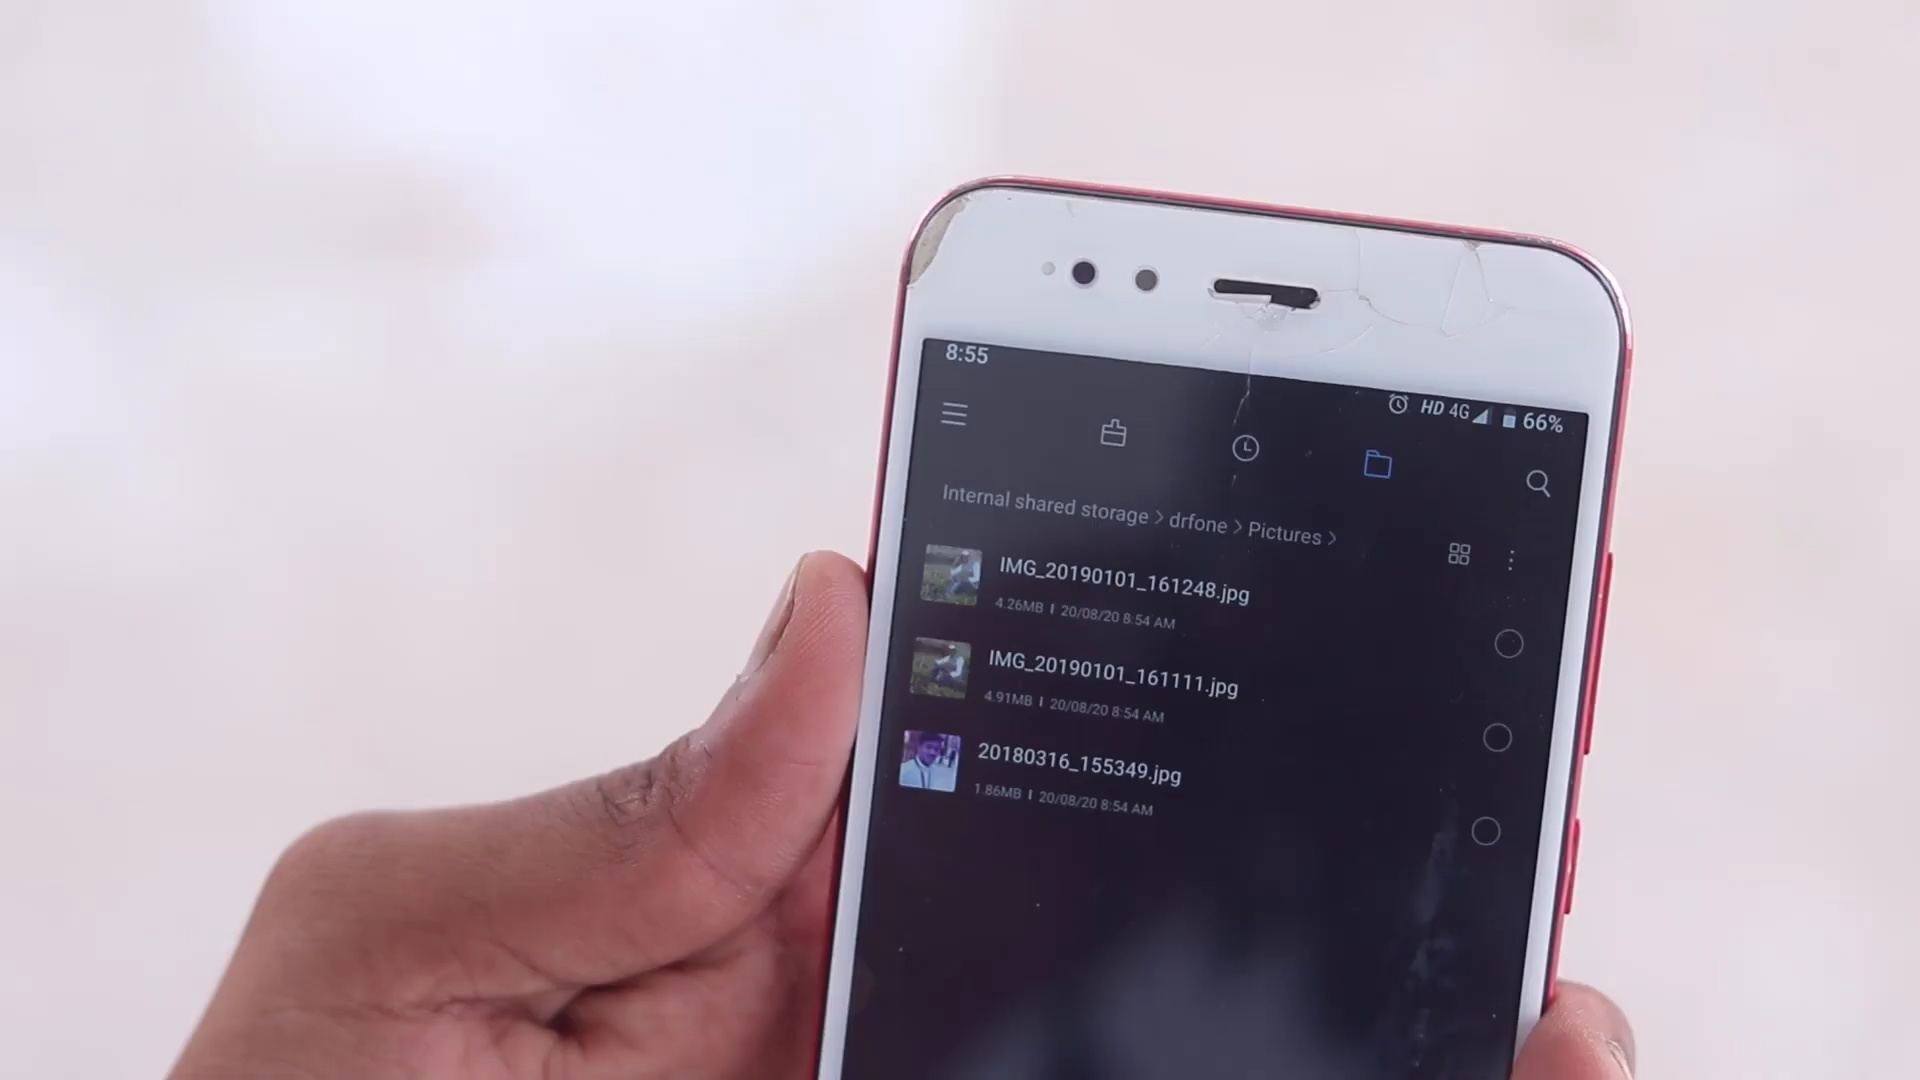 8:55
HD 4G 66%
Internal shared storage > drfone > Pictures >
IMG_20190101_161248.jpg
4.26MB | 20/08/20 8:54 AM
IMG_20190101_161111.jpg
4.91MB | 20/08/20 8:54 AM
20180316_155349.jpg
1.86MB | 20/08/20 8:54 AM